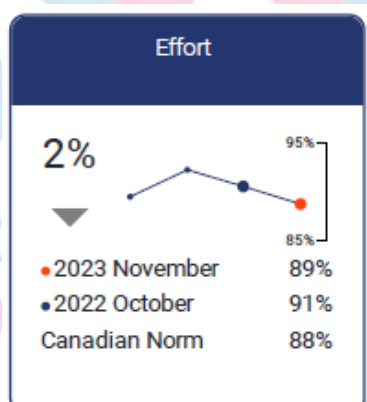 Effort
2%
95%
85%
2023 November 89%
2022 October 91%
Canadian Norm 88%